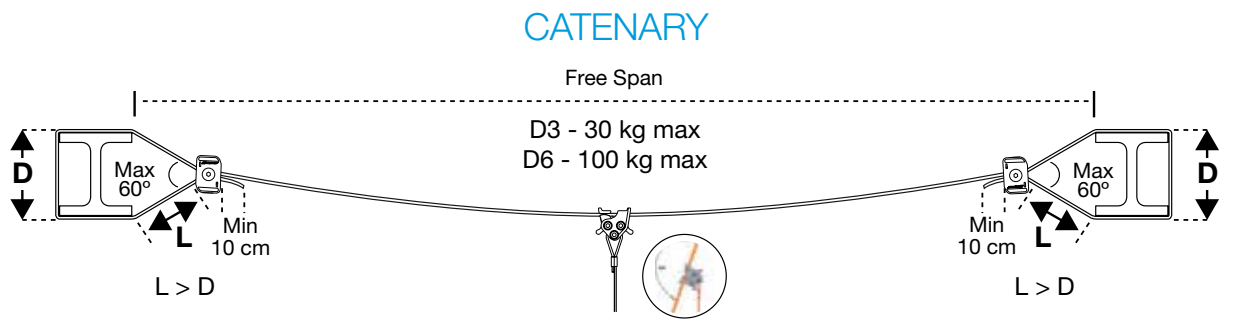 CATENARY
Free Span
D3 - 30 kg max
D6 - 100 kg max
D
Max
60º
L
Min
10 cm
L > D
Max
60º
D
Min
10 cm
L
L > D